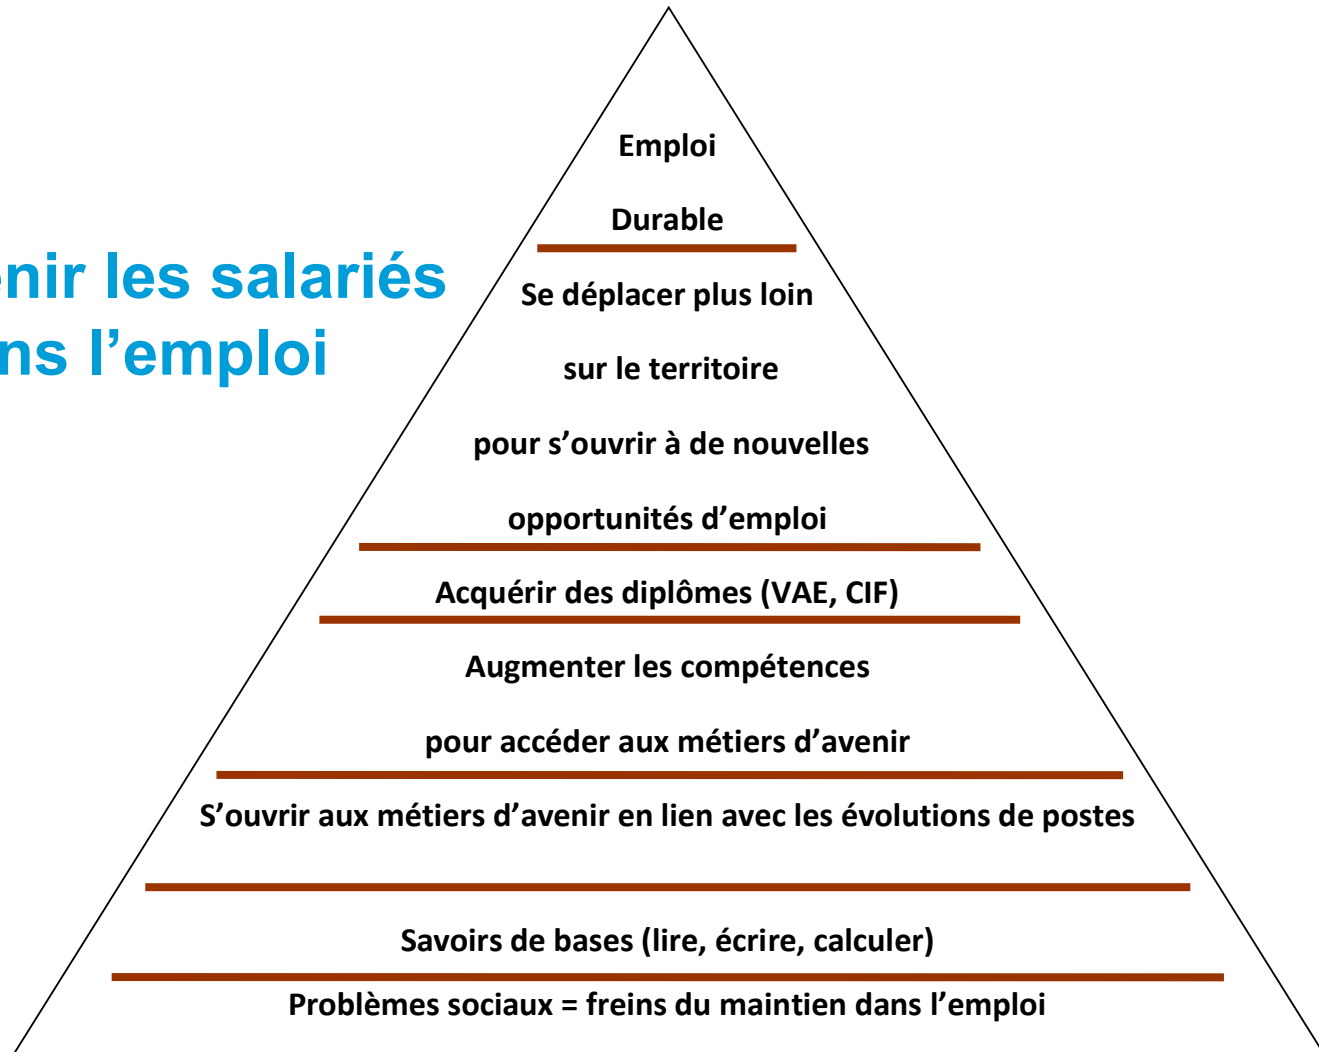 Emploi
Durable
enir les salariés
ns l’emploi
Se déplacer plus loin
sur le territoire
pour s’ouvrir à de nouvelles
opportunités d’emploi
Acquérir des diplômes (VAE, CIF)
Augmenter les compétences
pour accéder aux métiers d’avenir
S’ouvrir aux métiers d’avenir en lien avec les évolutions de postes
Savoirs de bases (lire, écrire, calculer)
Problèmes sociaux = freins du maintien dans l’emploi